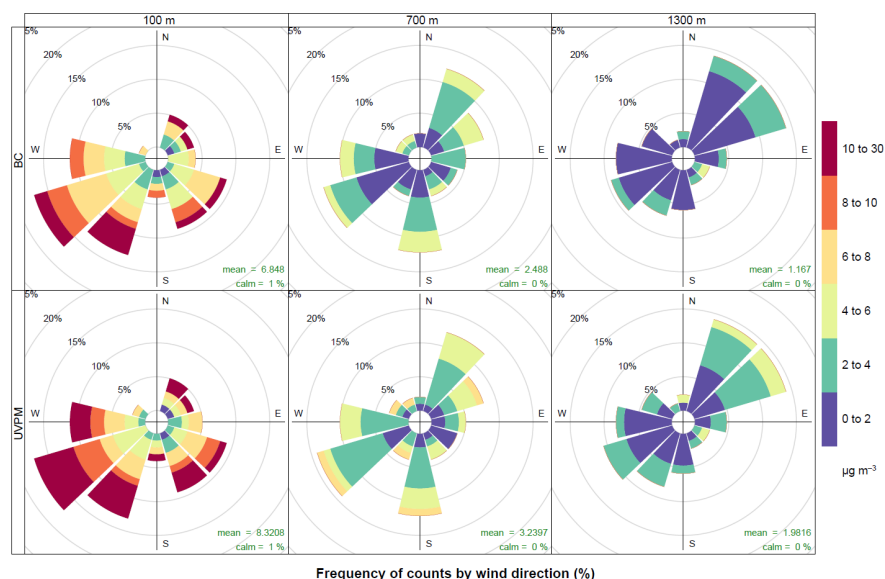 100 m 700 m 1300 m
BC
5% 20% 15% 10% 5% N W E S
mean = 6.848
calm = 1 %
5% 20% 15% 10% 5% N W E S
mean = 2.488
calm = 0 %
5% 20% 15% 10% 5% N W E S
mean = 1.167
calm = 0 %
UVPM
5% 20% 15% 10% 5% N W E S
mean = 8.3208
calm = 1 %
5% 20% 15% 10% 5% N W E S
mean = 3.2397
calm = 0 %
5% 20% 15% 10% 5% N W E S
mean = 1.9816
calm = 0 %
10 to 30
8 to 10
6 to 8
4 to 6
2 to 4
0 to 2
µg m⁻³
Frequency of counts by wind direction (%)